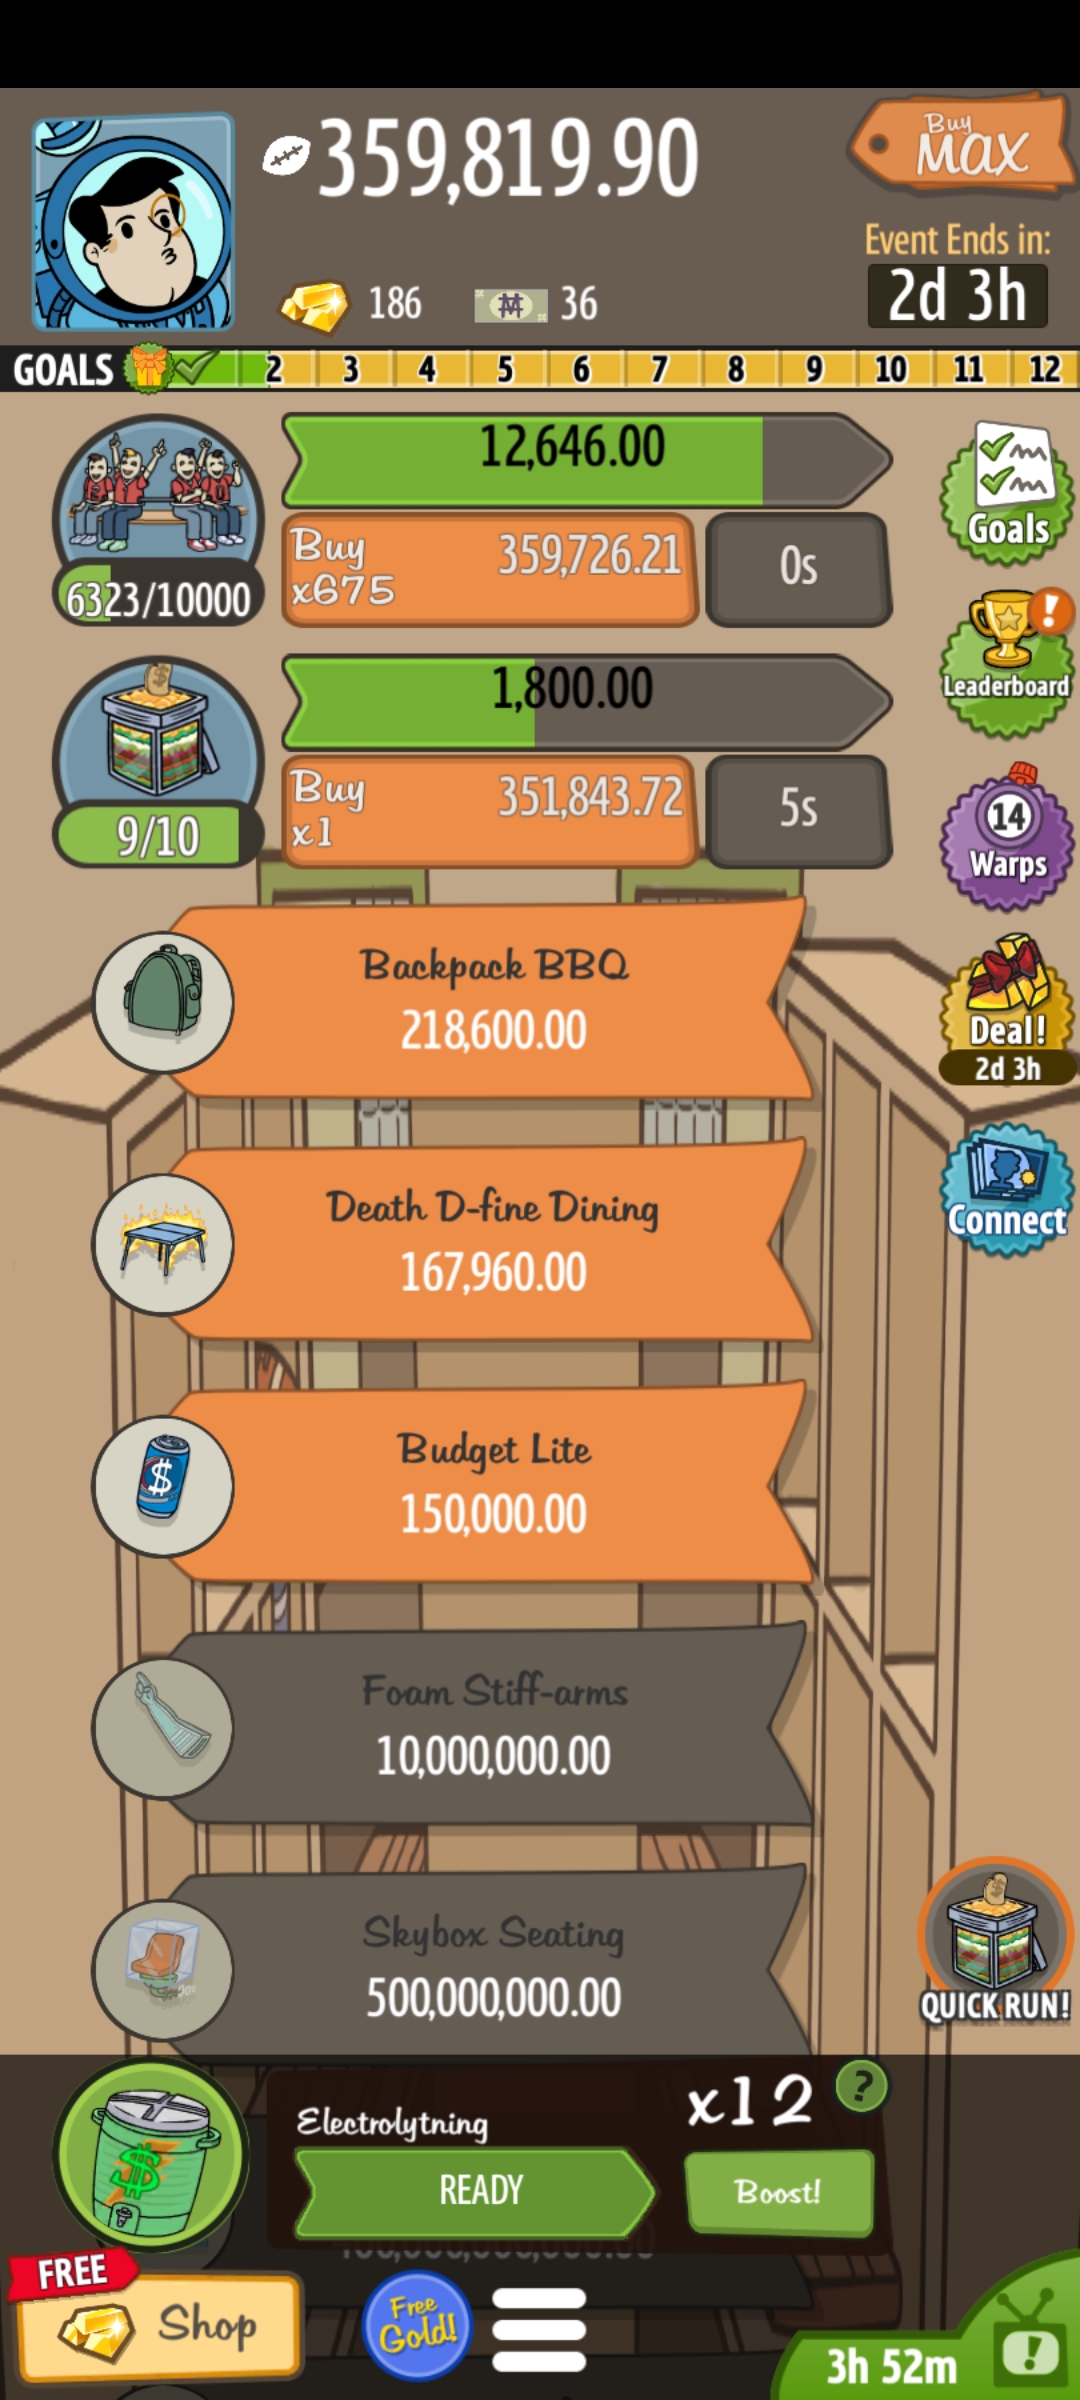 359,819.90
Buy
MAX
Event Ends in:
2d 3h
186
36
GOALS 2 3 4 5 6 7 8 9 10 11 12
12,646.00
Buy
x675
359,726.21
0s
6323/10000
Goals
1,800.00
Buy
x1
351,843.72
5s
9/10
!
Leaderboard
14
Warps
Backpack BBQ
218,600.00
Deal!
2d 3h
Death D-fine Dining
167,960.00
Connect
Budget Lite
150,000.00
Foam Stiff-arms
10,000,000.00
Skybox Seating
500,000,000.00
QUICK RUN!
Electrolytning
x12
?
READY
Boost!
FREE
Shop
Free
Gold!
3h 52m
!